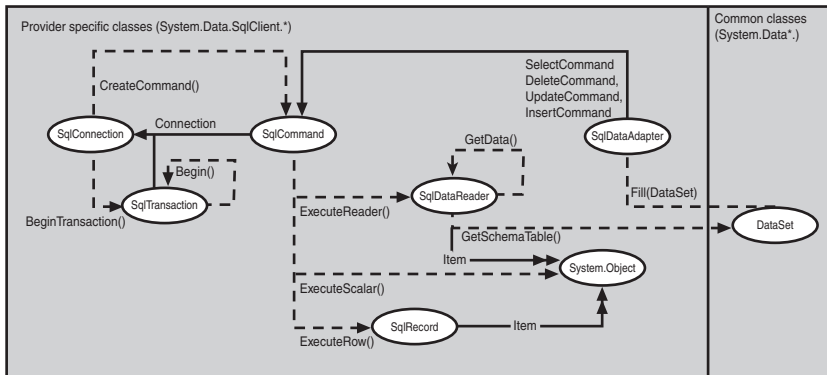 Provider specific classes (System.Data.SqlClient.*)
Common classes
(System.Data*.)
CreateCommand()
SelectCommand
DeleteCommand,
UpdateCommand,
InsertCommand
SqlConnection
Connection
SqlCommand
SqlDataAdapter
GetData()
Begin()
SqlTransaction
BeginTransaction()
ExecuteReader()
SqlDataReader
Fill(DataSet)
DataSet
GetSchemaTable()
Item
System.Object
ExecuteScalar()
SqlRecord
Item
ExecuteRow()